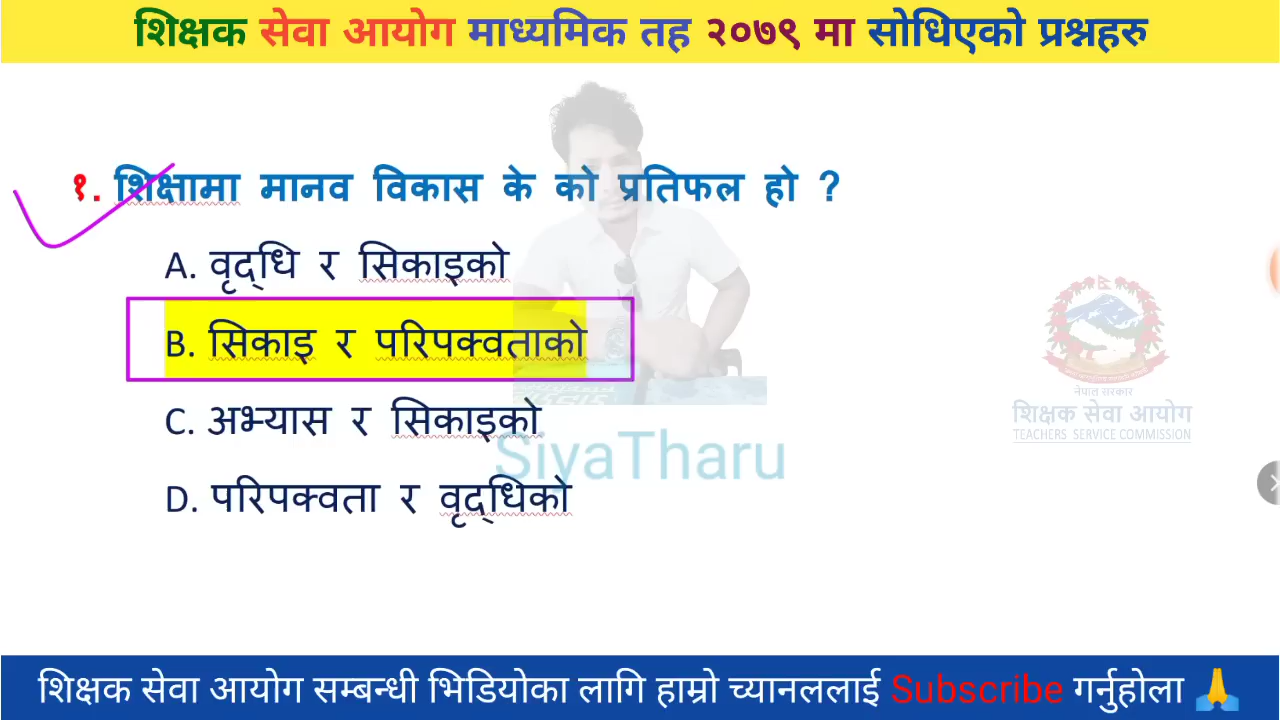 शिक्षक सेवा आयोग माध्यमिक तह २०७९ मा सोधिएको प्रश्नहरु
१. शिक्षामा मानव विकास के को प्रतिफल हो ?
A. वृद्‌धि र सिकाइको
B. सिकाइ र परिपक्वताको
C. अभ्यास र सिकाइको
D. परिपक्वता र वृद्‌धिको
SiyaTharu
नेपाल सरकार
शिक्षक सेवा आयोग
TEACHERS SERVICE COMMISSION
शिक्षक सेवा आयोग सम्बन्धी भिडियोका लागि हाम्रो च्यानललाई Subscribe गर्नुहोला 🙏